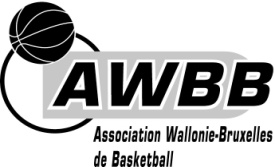 AWBB
Association Wallonie-Bruxelles
de Basketball